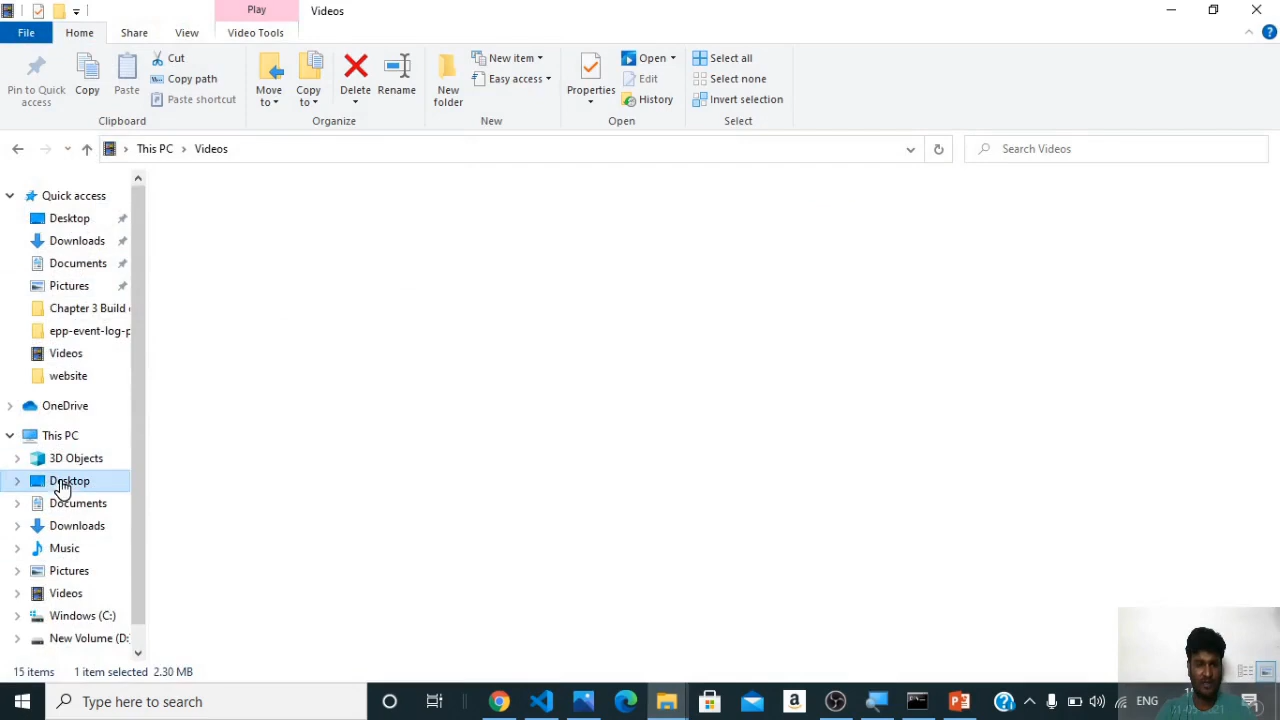 Play
Videos
File
Home
Share
View
Video Tools
Pin to Quick access
Copy
Paste
Cut
Copy path
Paste shortcut
Clipboard
Move to
Copy to
Delete
Rename
Organize
New folder
New item
Easy access
New
Properties
Open
Edit
History
Open
Select all
Select none
Invert selection
Select
This PC
Videos
Search Videos
Quick access
Desktop
Downloads
Documents
Pictures
Chapter 3 Build
epp-event-log-p
Videos
website
OneDrive
This PC
3D Objects
Desktop
Documents
Downloads
Music
Pictures
Videos
Windows (C:)
New Volume (D:
15 items
1 item selected
2.30 MB
Type here to search
ENG